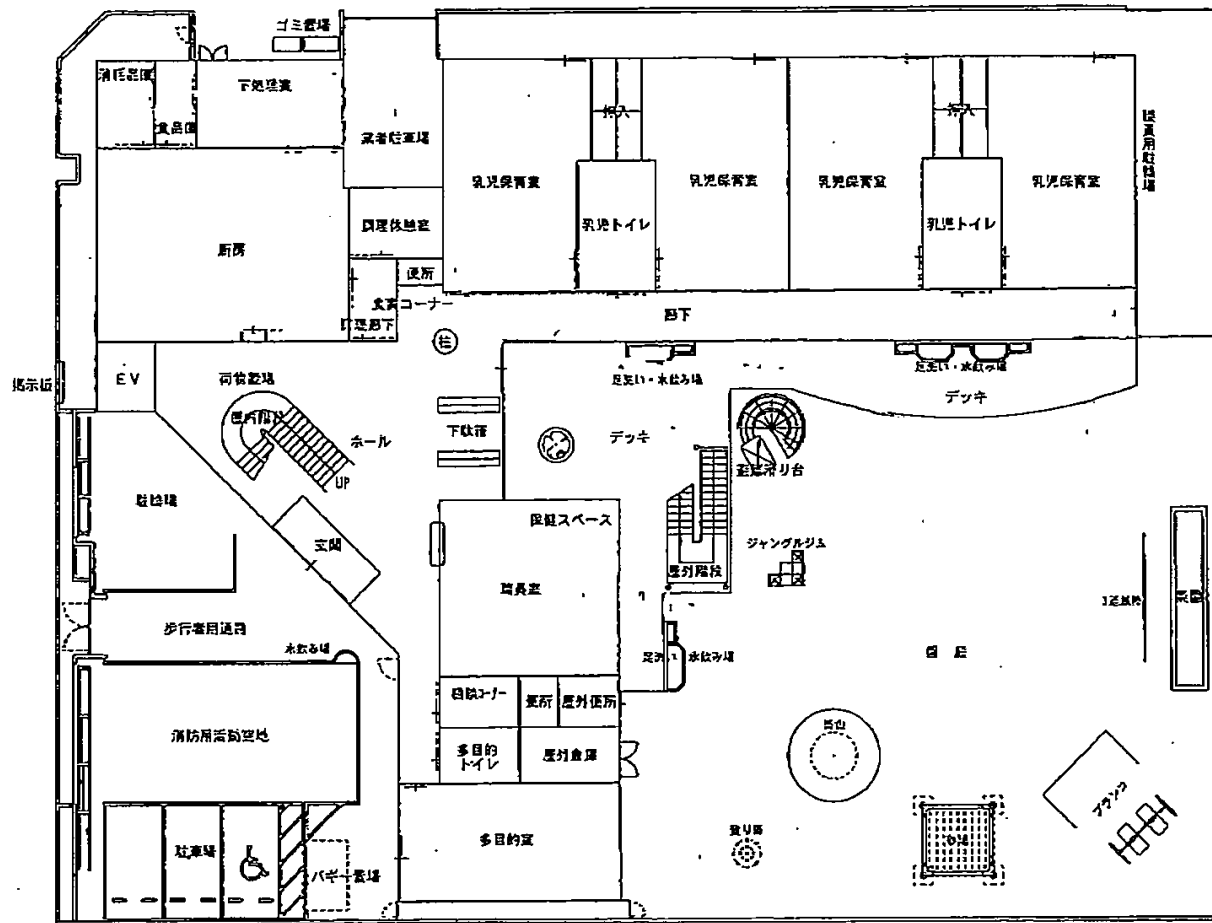 ゴミ置場
消耗品庫
食品庫
下処理室
業者駐車場
押入
押入
職員用駐輪場
乳児保育室
乳児保育室
乳児保育室
乳児保育室
乳児トイレ
乳児トイレ
調理休憩室
厨房
便所
食育コーナー
調理廊下
廊下
掲示板
EV
荷物置場
屋内階段
ホール
UP
下駄箱
足洗い・水飲み場
足洗い・水飲み場
デッキ
デッキ
駐輪場
玄関
保健スペース
園長室
屋外階段
ジャングルジム
歩行者用通路
水飲み場
足洗い・水飲み場
園庭
相談コーナー
便所
屋外便所
多目的
トイレ
屋外倉庫
消防用活動空地
築山
ブランコ
砂場
登り棒
多目的室
駐車場
バギー置場